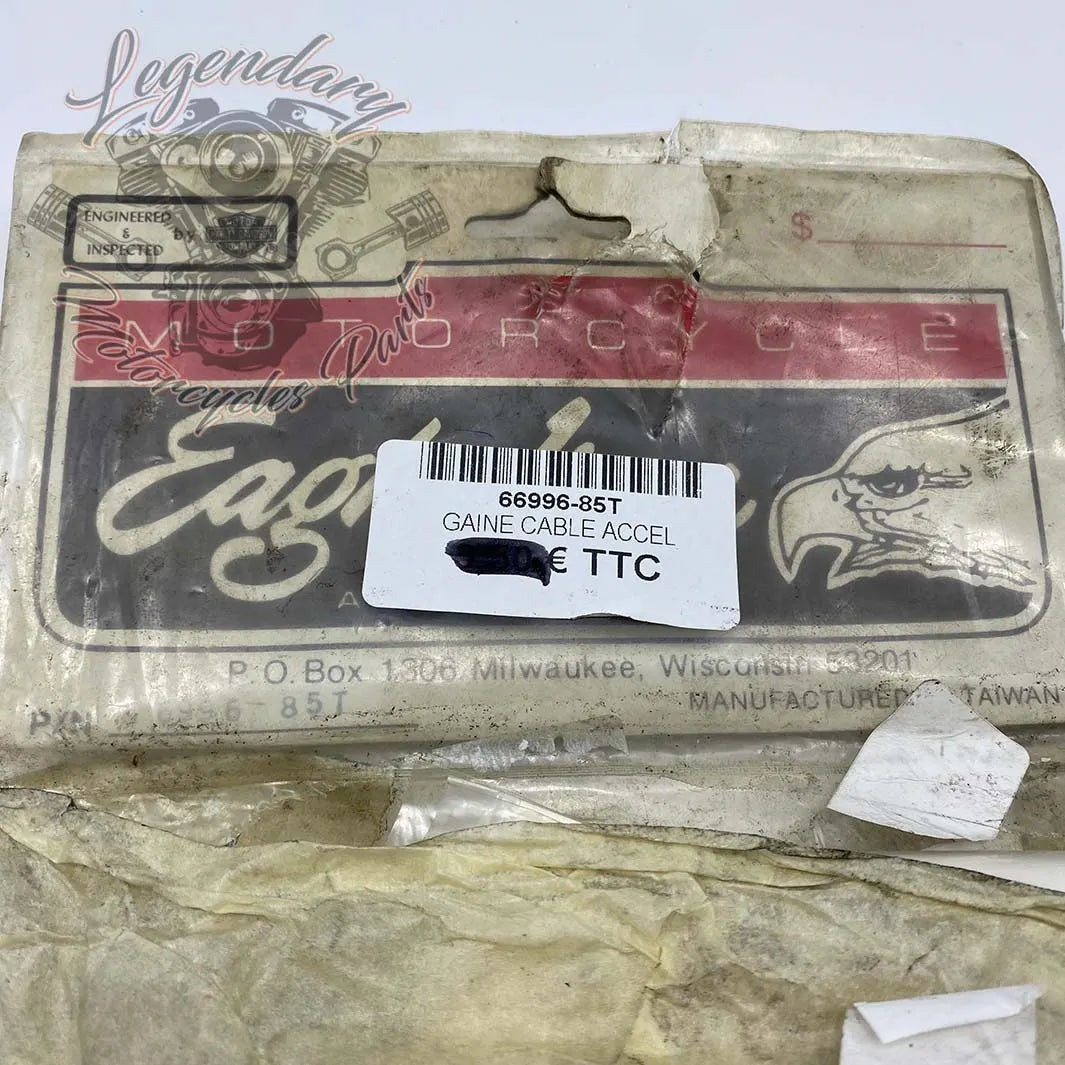 Legendary
Motorcycles Parts
ENGINEERED
&
INSPECTED
by
$
MOTORCYCLE
66996-85T
GAINE CABLE ACCEL
€ TTC
P.O. Box 1306 Milwaukee, Wisconsin 53201
MANUFACTURED TAIWAN
P/N 85T